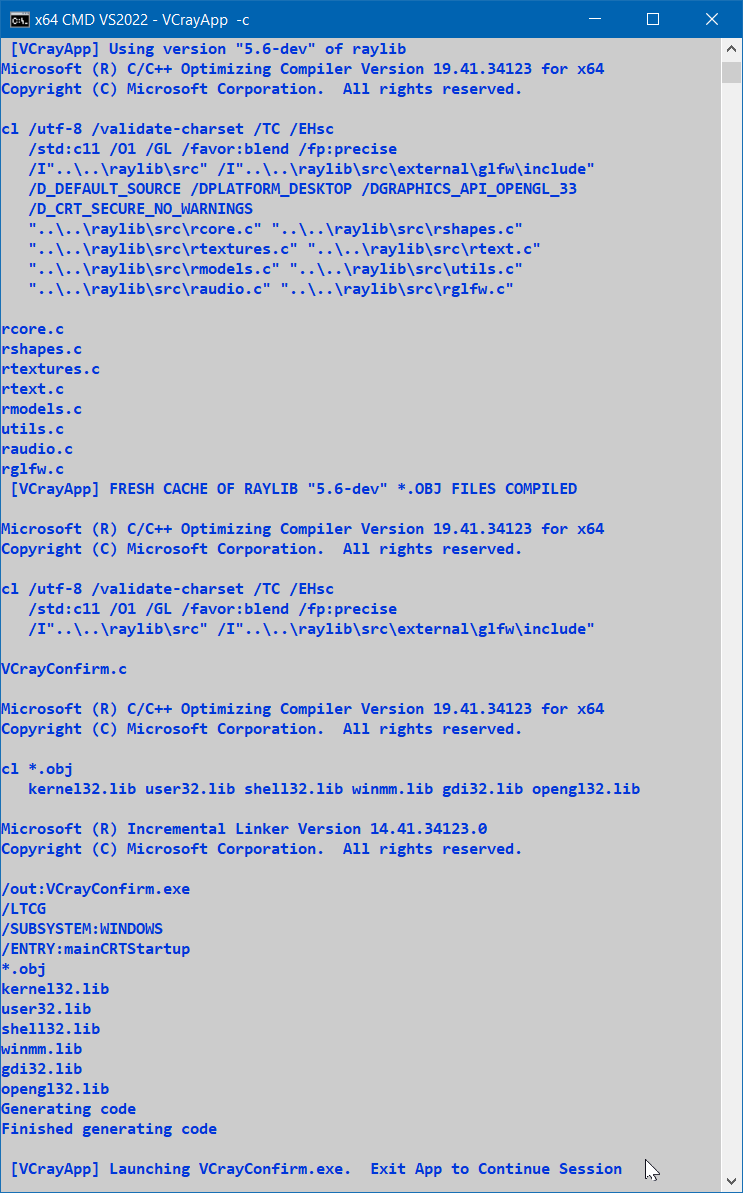 x64 CMD VS2022 - VCrayApp  -c
 [VCrayApp] Using version "5.6-dev" of raylib
Microsoft (R) C/C++ Optimizing Compiler Version 19.41.34123 for x64
Copyright (C) Microsoft Corporation.  All rights reserved.

cl /utf-8 /validate-charset /TC /EHsc
   /std:c11 /O1 /GL /favor:blend /fp:precise
   /I"..\..\raylib\src" /I"..\..\raylib\src\external\glfw\include"
   /D_DEFAULT_SOURCE /DPLATFORM_DESKTOP /DGRAPHICS_API_OPENGL_33
   /D_CRT_SECURE_NO_WARNINGS
   "..\..\raylib\src\rcore.c" "..\..\raylib\src\rshapes.c"
   "..\..\raylib\src\rtextures.c" "..\..\raylib\src\rtext.c"
   "..\..\raylib\src\rmodels.c" "..\..\raylib\src\utils.c"
   "..\..\raylib\src\raudio.c" "..\..\raylib\src\rglfw.c"

rcore.c
rshapes.c
rtextures.c
rtext.c
rmodels.c
utils.c
raudio.c
rglfw.c
 [VCrayApp] FRESH CACHE OF RAYLIB "5.6-dev" *.OBJ FILES COMPILED

Microsoft (R) C/C++ Optimizing Compiler Version 19.41.34123 for x64
Copyright (C) Microsoft Corporation.  All rights reserved.

cl /utf-8 /validate-charset /TC /EHsc
   /std:c11 /O1 /GL /favor:blend /fp:precise
   /I"..\..\raylib\src" /I"..\..\raylib\src\external\glfw\include"

VCrayConfirm.c

Microsoft (R) C/C++ Optimizing Compiler Version 19.41.34123 for x64
Copyright (C) Microsoft Corporation.  All rights reserved.

cl *.obj
   kernel32.lib user32.lib shell32.lib winmm.lib gdi32.lib opengl32.lib

Microsoft (R) Incremental Linker Version 14.41.34123.0
Copyright (C) Microsoft Corporation.  All rights reserved.

/out:VCrayConfirm.exe
/LTCG
/SUBSYSTEM:WINDOWS
/ENTRY:mainCRTStartup
*.obj
kernel32.lib
user32.lib
shell32.lib
winmm.lib
gdi32.lib
opengl32.lib
Generating code
Finished generating code

 [VCrayApp] Launching VCrayConfirm.exe.  Exit App to Continue Session